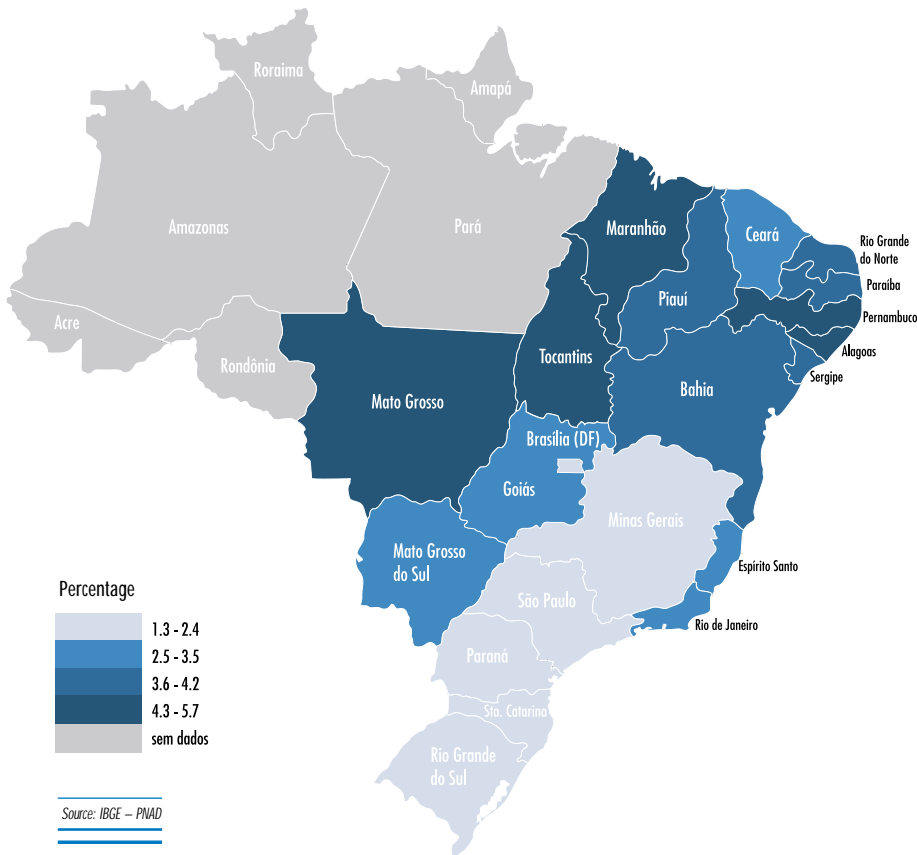 Roraima
Amapá
Amazonas
Pará
Maranhão
Ceará
Rio Grande
do Norte
Paraíba
Piauí
Pernambuco
Acre
Rondônia
Tocantins
Alagoas
Sergipe
Mato Grosso
Bahia
Brasília (DF)
Goiás
Minas Gerais
Mato Grosso
do Sul
Espírito Santo
São Paulo
Rio de Janeiro
Paraná
Sta. Catarina
Rio Grande
do Sul
Percentage
1.3 - 2.4
2.5 - 3.5
3.6 - 4.2
4.3 - 5.7
sem dados
Source: IBGE – PNAD